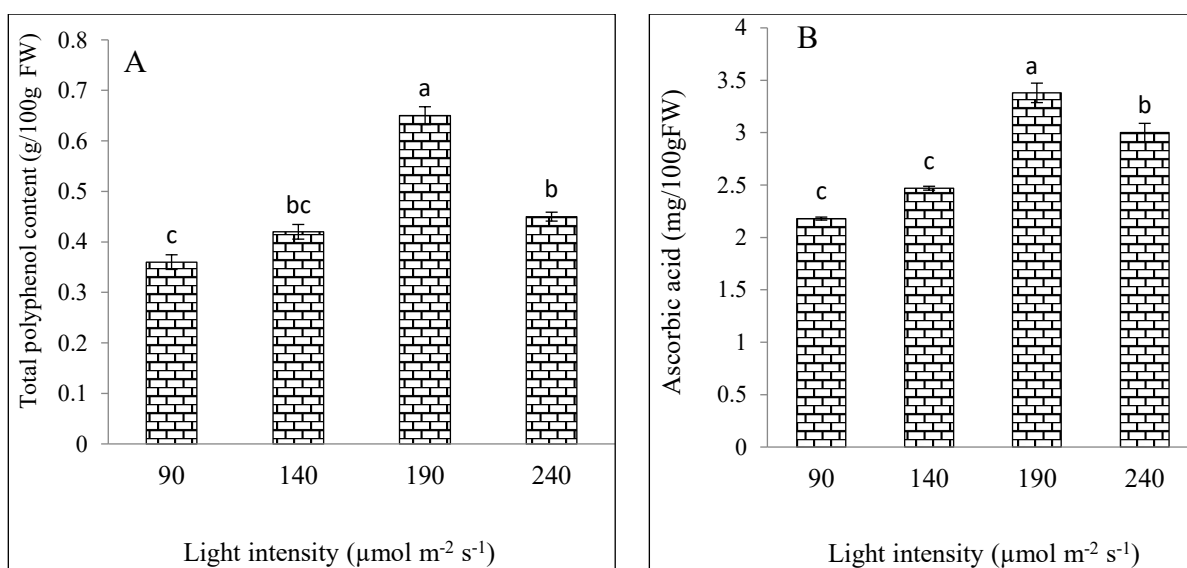 A
Total polyphenol content (g/100g FW)
0.8
0.7
0.6
0.5
0.4
0.3
0.2
0.1
0
c
bc
a
b
90 140 190 240
Light intensity (µmol m⁻² s⁻¹)
B
Ascorbic acid (mg/100gFW)
4
3.5
3
2.5
2
1.5
1
0.5
0
c
c
a
b
90 140 190 240
Light intensity (µmol m⁻² s⁻¹)